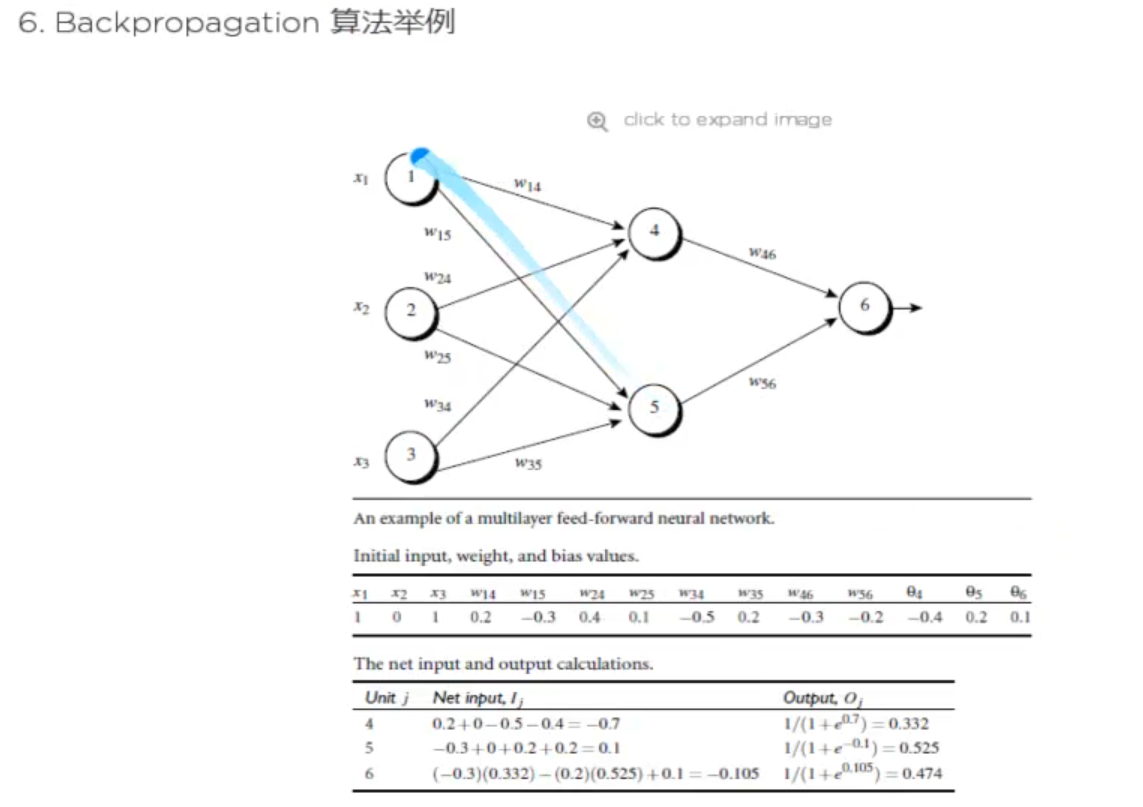 6. Backpropagation 算法举例
click to expand image
x1
1
w14
w15
4
w24
w46
x2
2
6
w25
w34
5
w56
x3
3
w35
An example of a multilayer feed-forward neural network.
Initial input, weight, and bias values.
x1 x2 x3 w14 w15 w24 w25 w34 w35 w46 w56 θ4 θ5 θ6
1 0 1 0.2 −0.3 0.4 0.1 −0.5 0.2 −0.3 −0.2 −0.4 0.2 0.1
The net input and output calculations.
Unit j Net input, Ij Output, Oj
4 0.2+0−0.5−0.4=−0.7 1/(1+e^0.7)=0.332
5 −0.3+0+0.2+0.2=0.1 1/(1+e^−0.1)=0.525
6 (−0.3)(0.332)−(0.2)(0.525)+0.1=−0.105 1/(1+e^0.105)=0.474